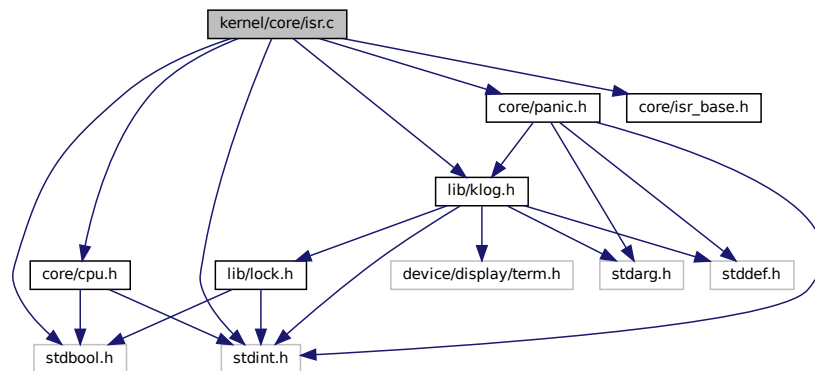 kernel/core/isr.c
core/panic.h
core/isr_base.h
lib/klog.h
core/cpu.h
lib/lock.h
device/display/term.h
stdarg.h
stddef.h
stdbool.h
stdint.h